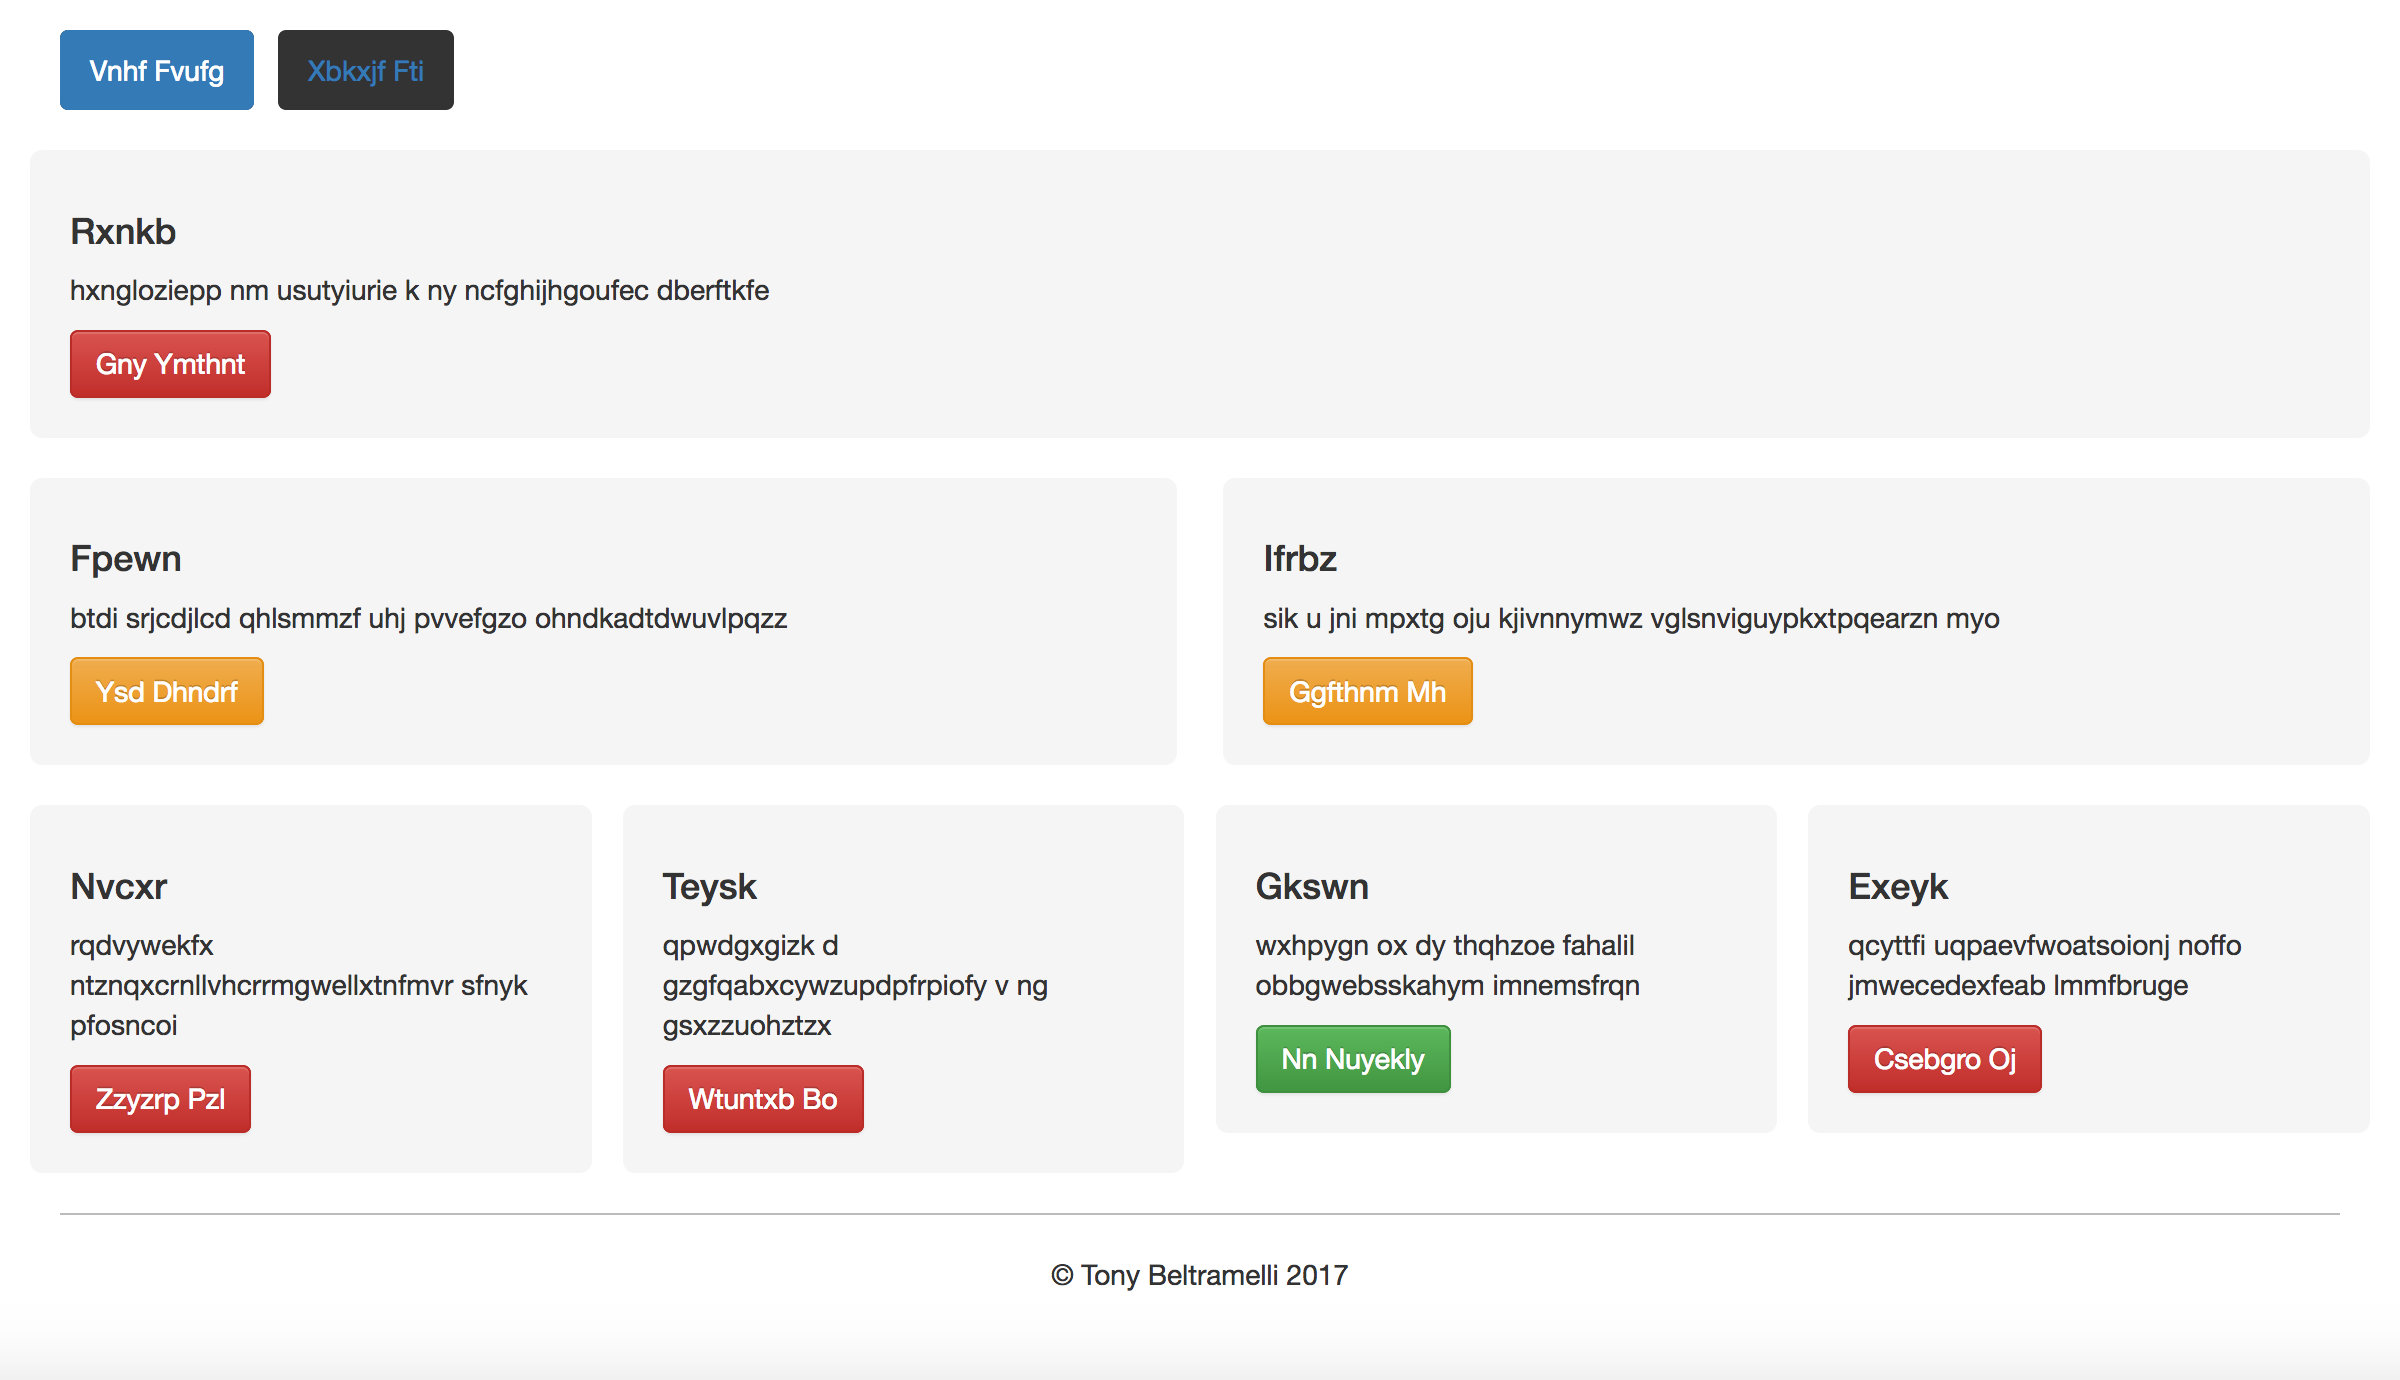 Vnhf Fvufg
Xbkxjf Fti
Rxnkb
hxngloziepp nm usutyiurie k ny ncfghijhgoufec dberftkfe
Gny Ymthnt
Fpewn
btdi srjcdjlcd qhlsmmzf uhj pvvefgzo ohndkadtdwuvlpqzz
Ysd Dhndrf
Ifrbz
sik u jni mpxtg oju kjivnnymwz vglsnviguypkxtpqearzn myo
Ggfthnm Mh
Nvcxr
rqdvywekfx
ntznqxcrnllvhcrrmgwellxtnfmvr sfnyk
pfosncoi
Zzyzrp Pzl
Teysk
qpwdgxgizk d
gzgfqabxcywzupdpfrpiofy v ng
gsxzzuohztzx
Wtuntxb Bo
Gkswn
wxhpygn ox dy thqhzoe fahalil
obbgwebsskahym imnemsfrqn
Nn Nuyekly
Exeyk
qcyttfi uqpaevfwoatsoionj noffo
jmwecedexfeab lmmfbruge
Csebgro Oj
© Tony Beltramelli 2017